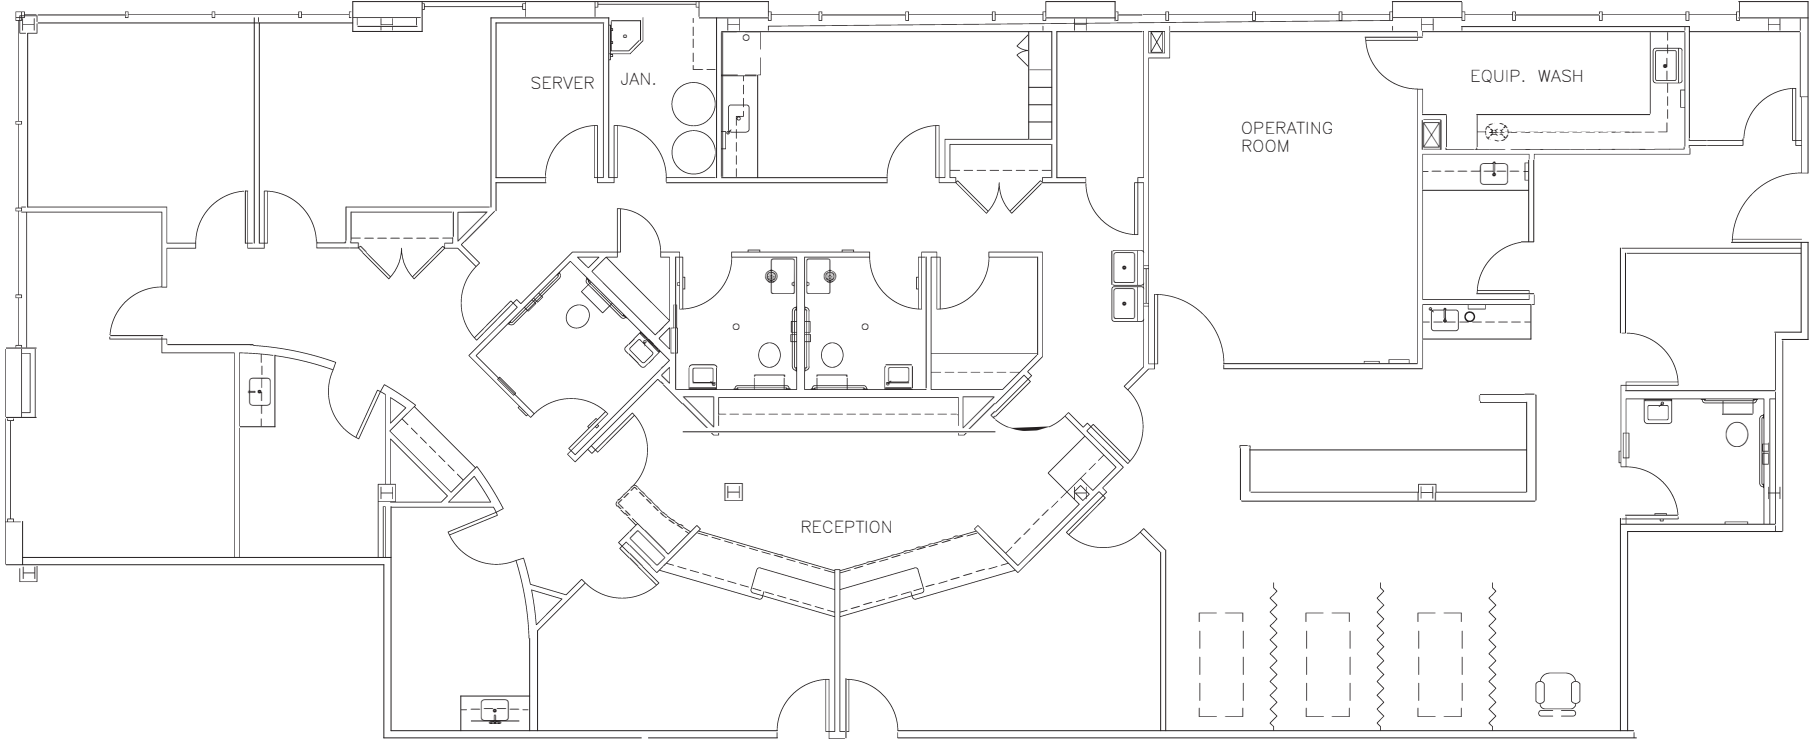 SERVER
JAN.
EQUIP. WASH
OPERATING
ROOM
RECEPTION